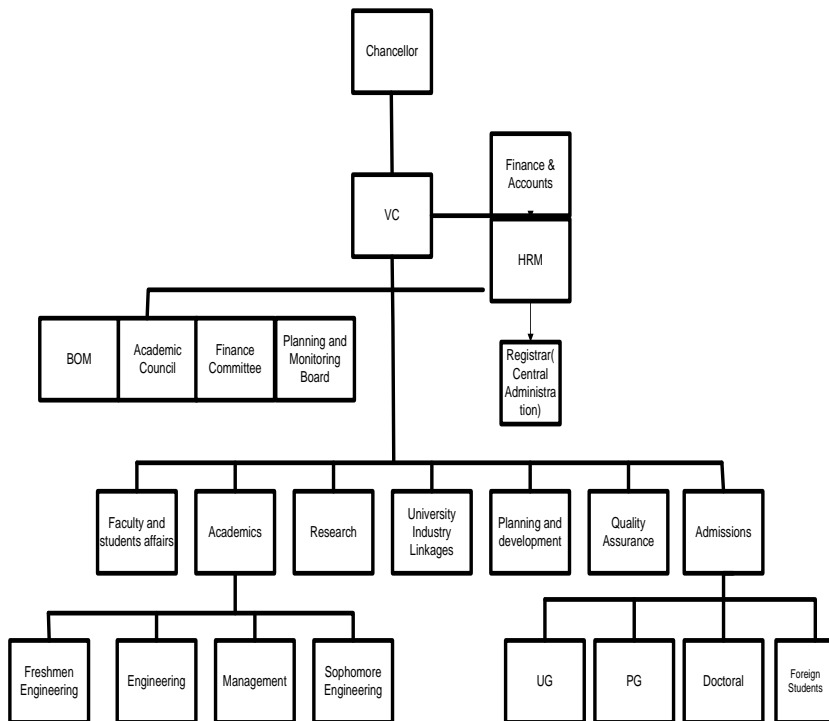 Chancellor
Finance &
Accounts
VC
HRM
BOM
Academic
Council
Finance
Committee
Planning and
Monitoring
Board
Registrar(
Central
Administra
tion)
Faculty and
students affairs
Academics
Research
University
Industry
Linkages
Planning and
development
Quality
Assurance
Admissions
Freshmen
Engineering
Engineering
Management
Sophomore
Engineering
UG
PG
Doctoral
Foreign
Students